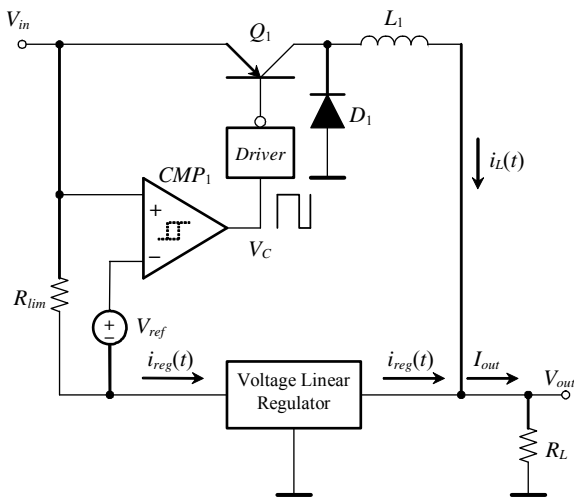 V_in
Q_1
L_1
D_1
Driver
i_L(t)
CMP_1
+
−
V_C
R_lim
+
−
V_ref
i_reg(t)
Voltage Linear
Regulator
i_reg(t)
I_out
V_out
R_L